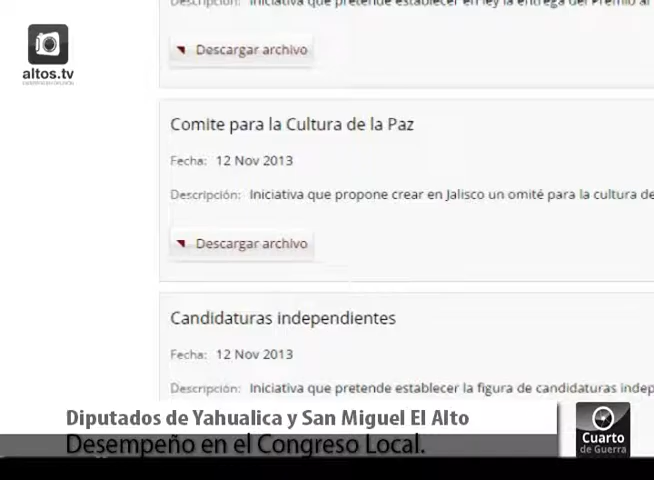 Descripción: Iniciativa que pretende establecer en ley la entrega del Premio al
Descargar archivo
altos.tv
Comite para la Cultura de la Paz
Fecha: 12 Nov 2013
Descripción: Iniciativa que propone crear en Jalisco un omité para la cultura de
Descargar archivo
Candidaturas independientes
Fecha: 12 Nov 2013
Descripción: Iniciativa que pretende establecer la figura de candidaturas indep
Diputados de Yahualica y San Miguel El Alto
Desempeño en el Congreso Local.
Cuarto
de Guerra